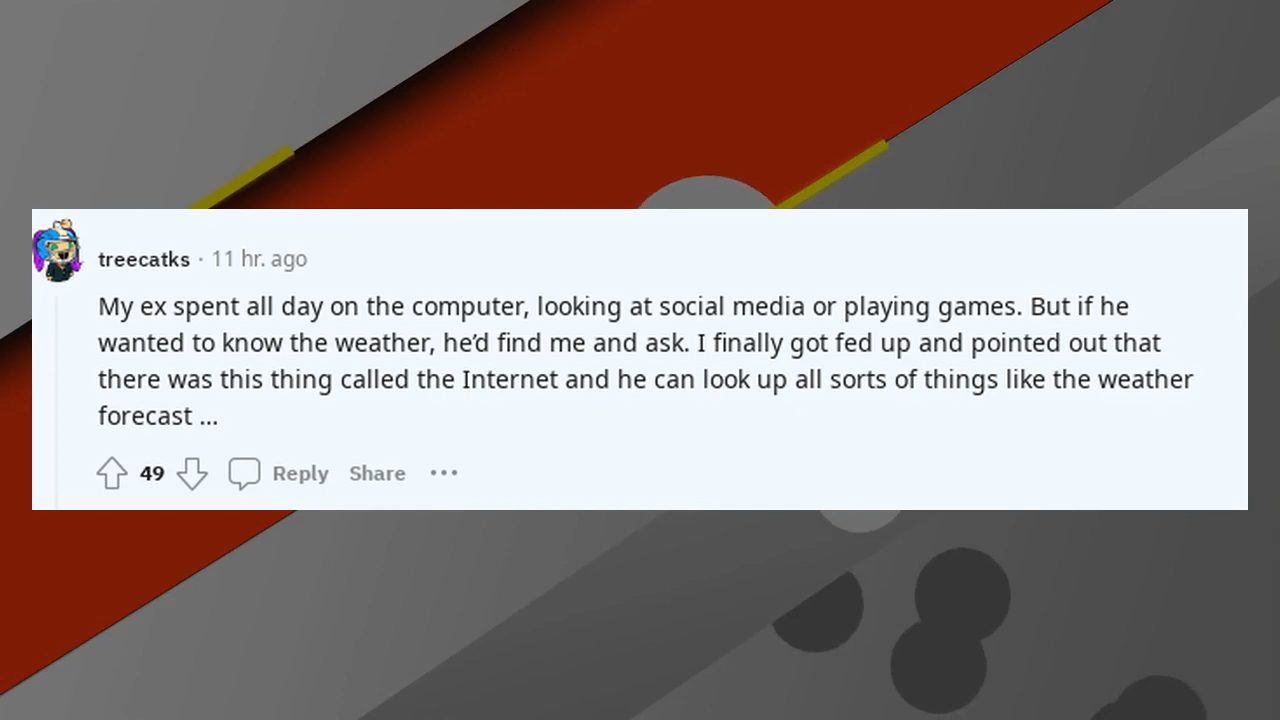 treecatks · 11 hr. ago
My ex spent all day on the computer, looking at social media or playing games. But if he
wanted to know the weather, he’d find me and ask. I finally got fed up and pointed out that
there was this thing called the Internet and he can look up all sorts of things like the weather
forecast ...
49 Reply Share ···